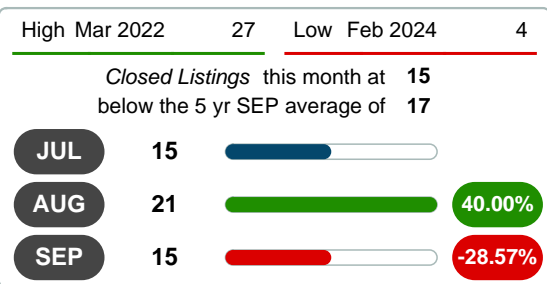 High Mar 2022 27 Low Feb 2024 4
Closed Listings this month at 15
below the 5 yr SEP average of 17
JUL 15
AUG 21 40.00%
SEP 15 -28.57%